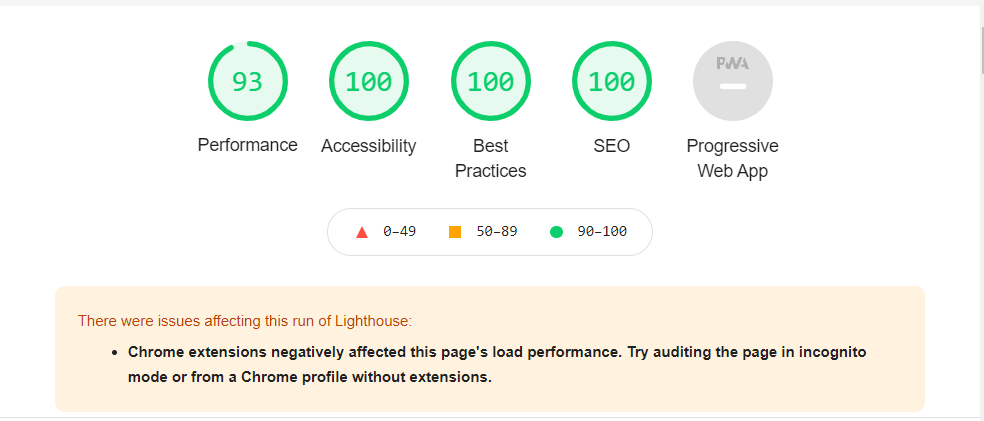 93 100 100 100 PWA
Performance Accessibility Best Practices SEO Progressive Web App
0–49 50–89 90–100
There were issues affecting this run of Lighthouse:
• Chrome extensions negatively affected this page's load performance. Try auditing the page in incognito
mode or from a Chrome profile without extensions.